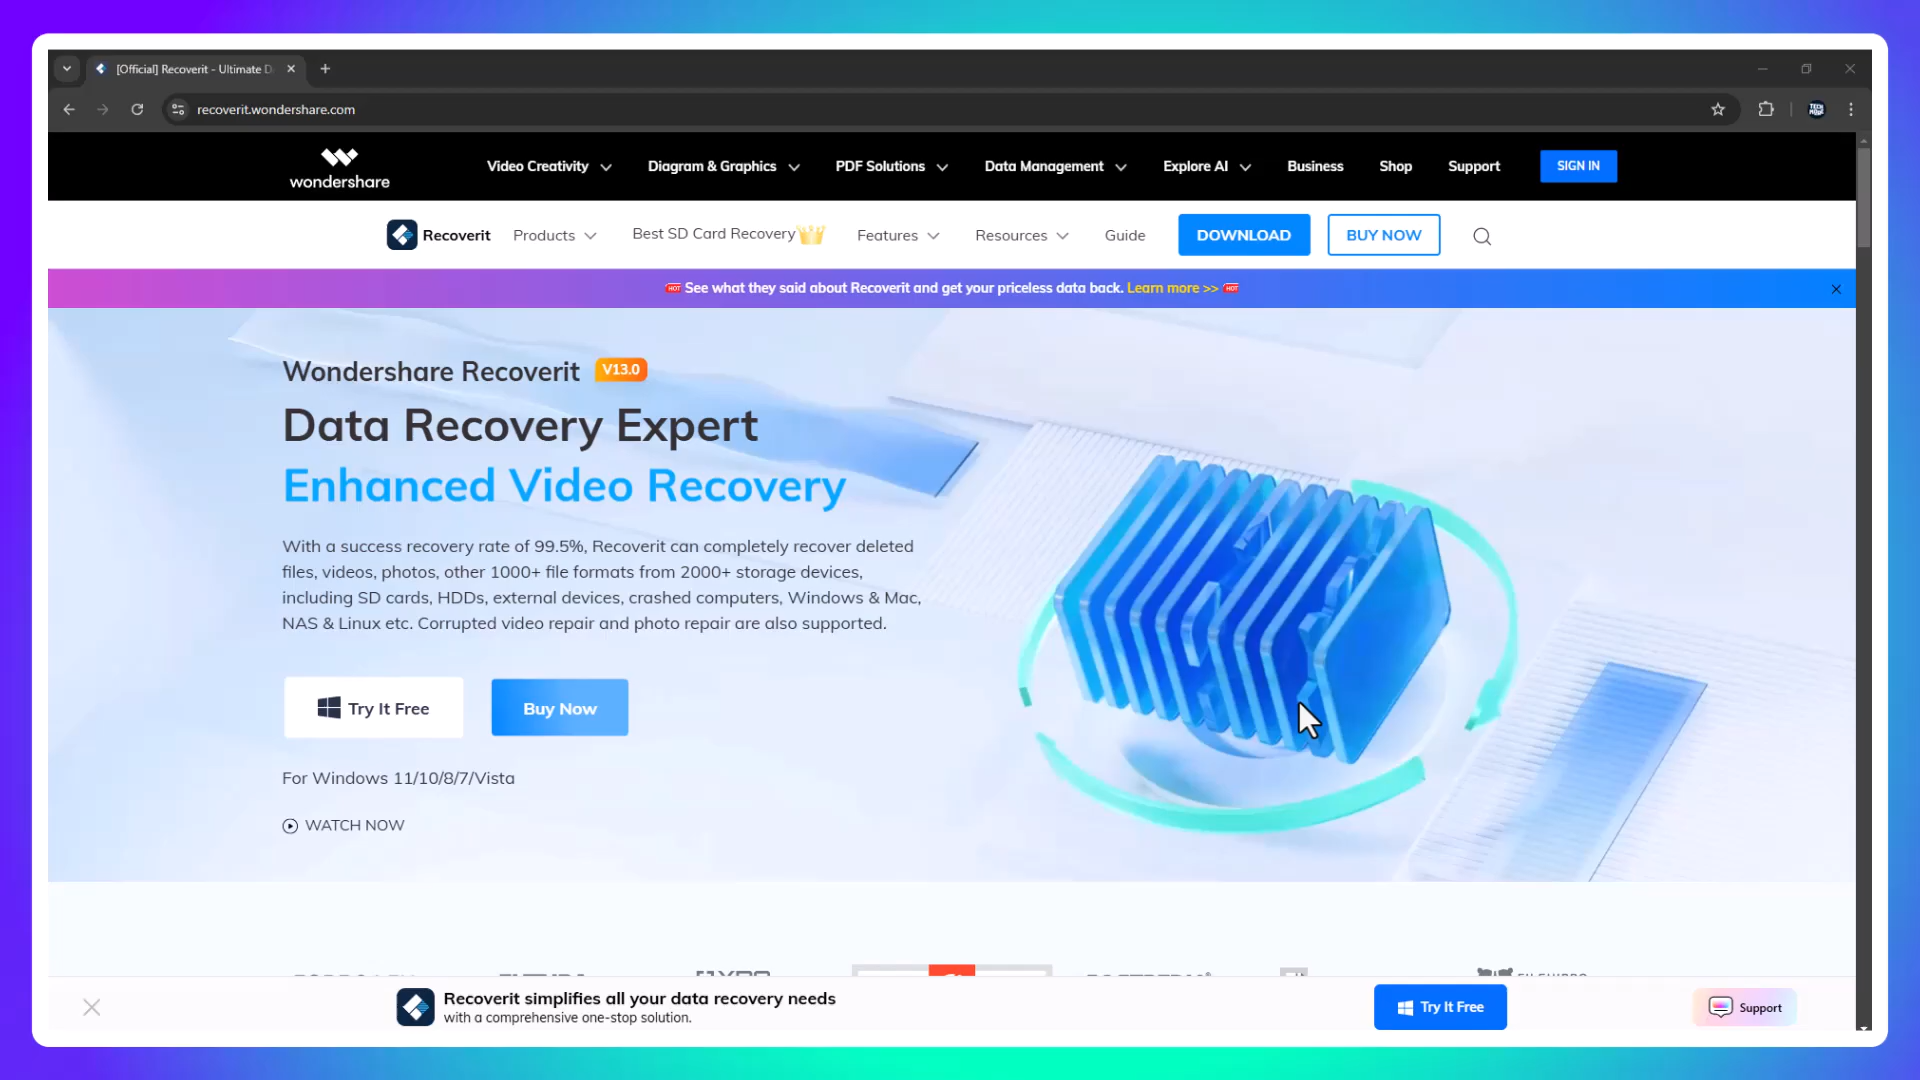 [Official] Recoverit - Ultimate D
recoverit.wondershare.com
TECH
wondershare
Video Creativity
Diagram & Graphics
PDF Solutions
Data Management
Explore AI
Business
Shop
Support
SIGN IN
Recoverit
Products
Best SD Card Recovery
Features
Resources
Guide
DOWNLOAD
BUY NOW
HOT See what they said about Recoverit and get your priceless data back. Learn more >> HOT
Wondershare Recoverit V13.0
Data Recovery Expert
Enhanced Video Recovery
With a success recovery rate of 99.5%, Recoverit can completely recover deleted
files, videos, photos, other 1000+ file formats from 2000+ storage devices,
including SD cards, HDDs, external devices, crashed computers, Windows & Mac,
NAS & Linux etc. Corrupted video repair and photo repair are also supported.
Try It Free
Buy Now
For Windows 11/10/8/7/Vista
WATCH NOW
Recoverit simplifies all your data recovery needs
with a comprehensive one-stop solution.
Try It Free
Support